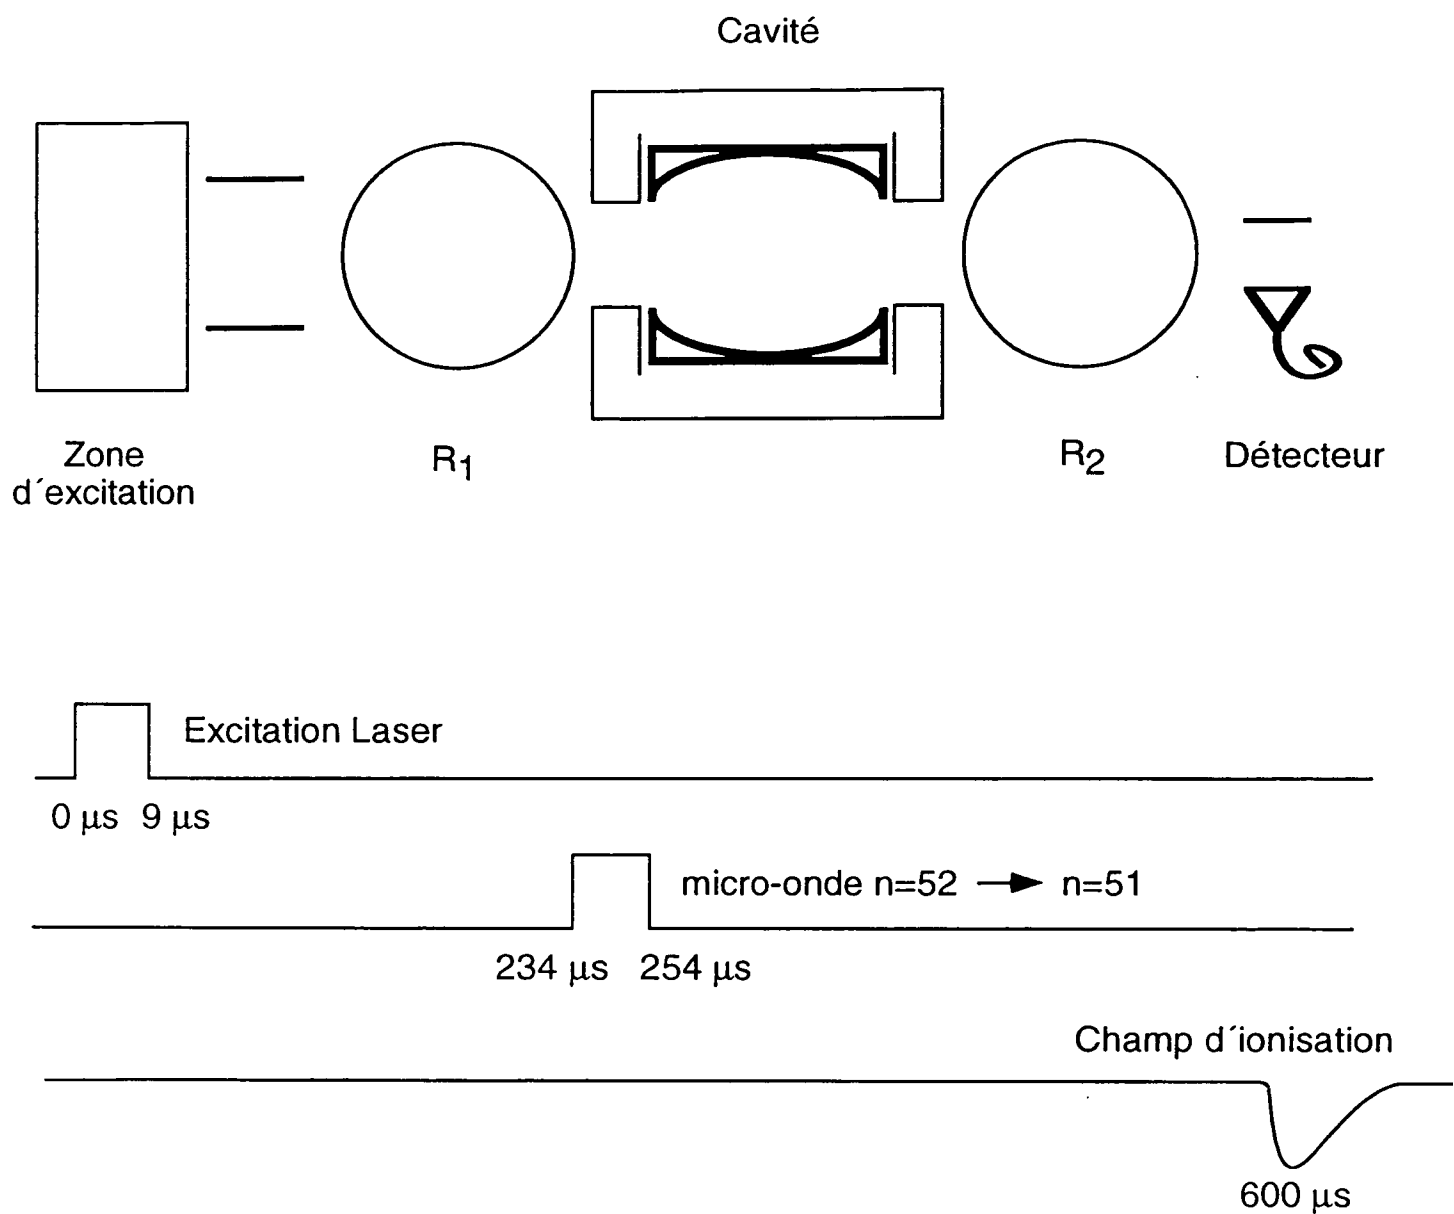 Cavité
Zone
d´excitation
R1
R2
Détecteur
Excitation Laser
0 μs 9 μs
micro-onde n=52 → n=51
234 μs 254 μs
Champ d´ionisation
600 μs